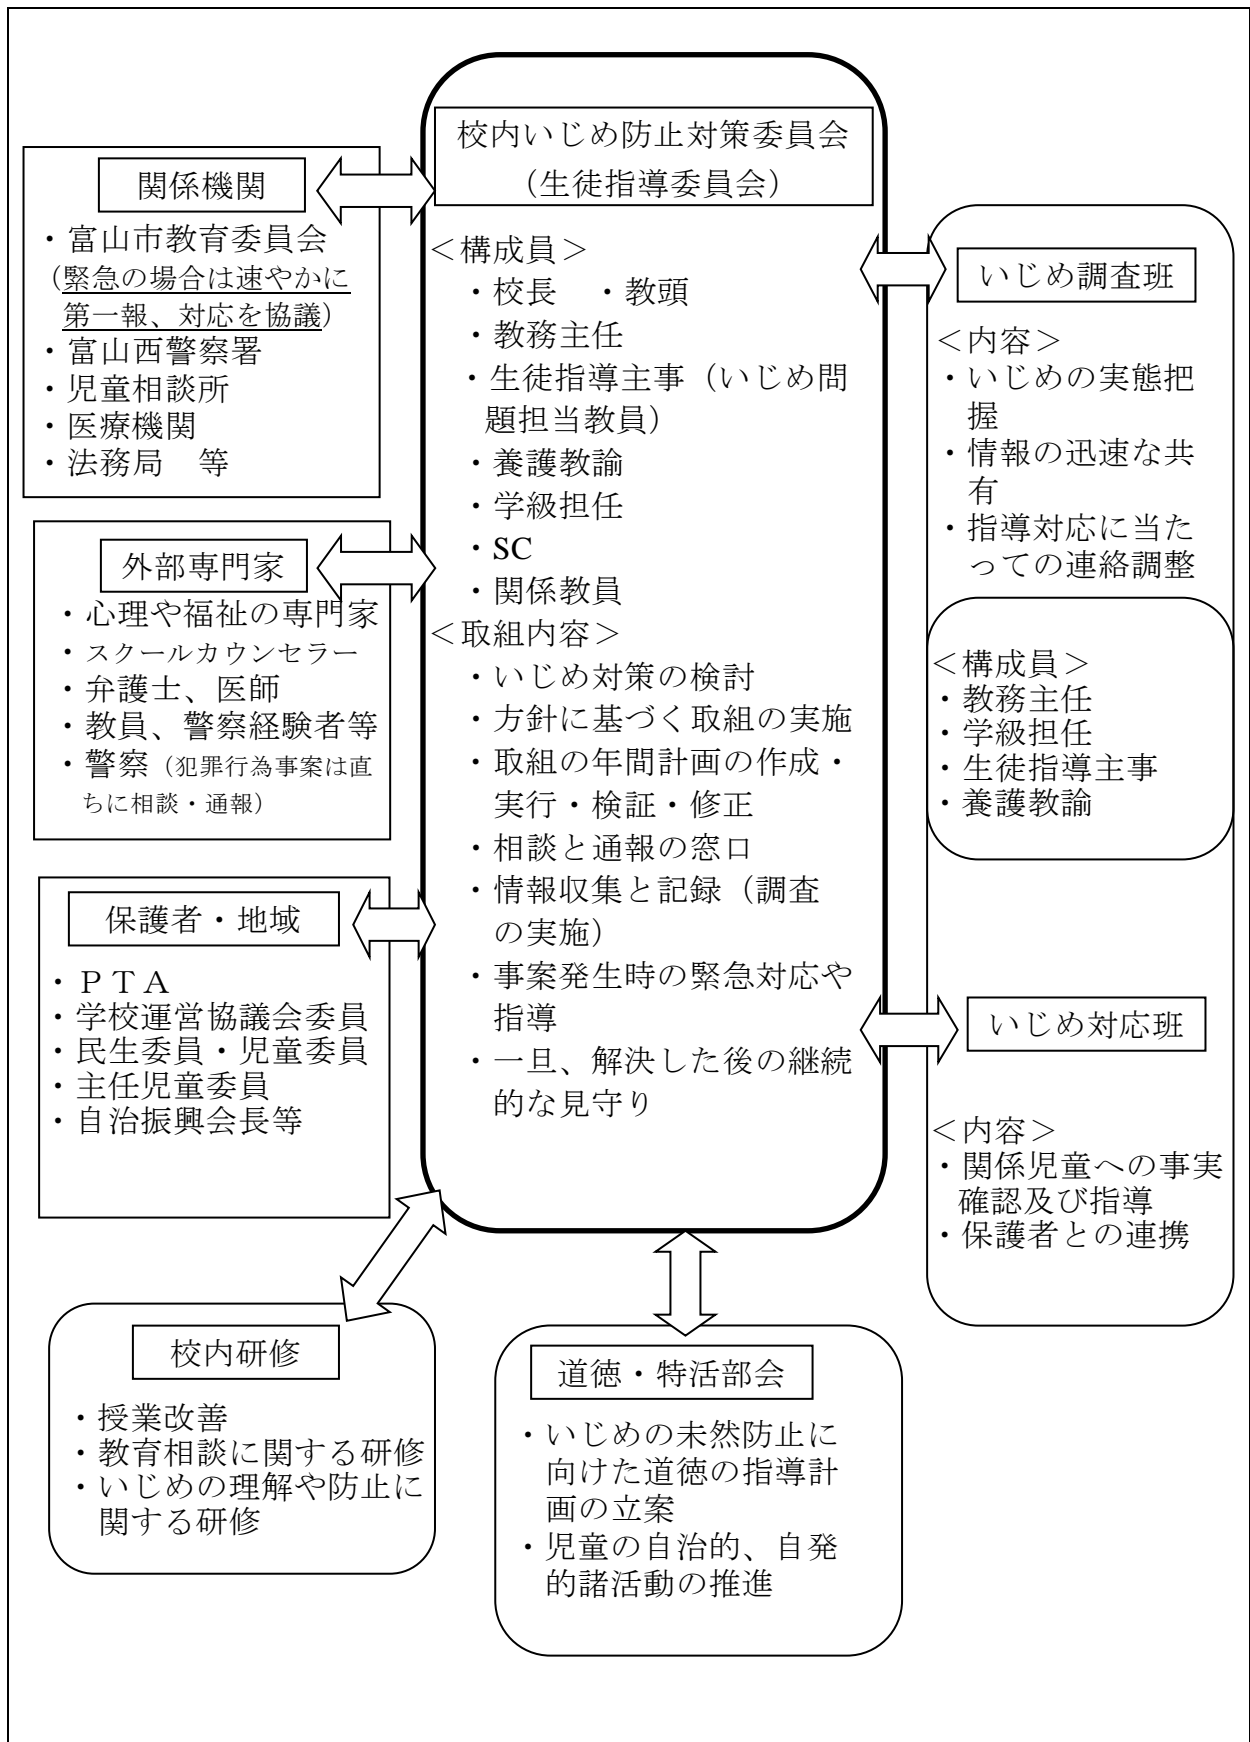 校内いじめ防止対策委員会
（生徒指導委員会）
＜構成員＞
・校長　・教頭
・教務主任
・生徒指導主事（いじめ問
題担当教員）
・養護教諭
・学級担任
・SC
・関係教員
＜取組内容＞
・いじめ対策の検討
・方針に基づく取組の実施
・取組の年間計画の作成・
実行・検証・修正
・相談と通報の窓口
・情報収集と記録（調査
の実施）
・事案発生時の緊急対応や
指導
・一旦、解決した後の継続
的な見守り
関係機関
・富山市教育委員会
（緊急の場合は速やかに
第一報、対応を協議）
・富山西警察署
・児童相談所
・医療機関
・法務局　等
外部専門家
・心理や福祉の専門家
・スクールカウンセラー
・弁護士、医師
・教員、警察経験者等
・警察（犯罪行為事案は直
ちに相談・通報）
保護者・地域
・ＰＴＡ
・学校運営協議会委員
・民生委員・児童委員
・主任児童委員
・自治振興会長等
いじめ調査班
＜内容＞
・いじめの実態把
握
・情報の迅速な共
有
・指導対応に当た
っての連絡調整
＜構成員＞
・教務主任
・学級担任
・生徒指導主事
・養護教諭
いじめ対応班
＜内容＞
・関係児童への事実
確認及び指導
・保護者との連携
校内研修
・授業改善
・教育相談に関する研修
・いじめの理解や防止に
関する研修
道徳・特活部会
・いじめの未然防止に
向けた道徳の指導計
画の立案
・児童の自治的、自発
的諸活動の推進